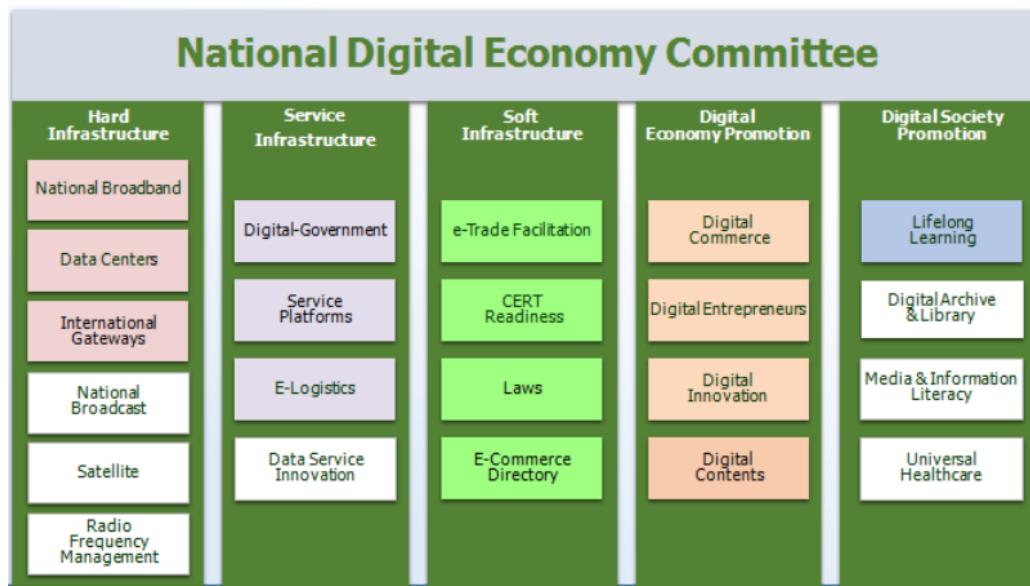 National Digital Economy Committee
Hard
Infrastructure
National Broadband
Data Centers
International
Gateways
National
Broadcast
Satellite
Radio
Frequency
Management
Service
Infrastructure
Digital-Government
Service
Platforms
E-Logistics
Data Service
Innovation
Soft
Infrastructure
e-Trade Facilitation
CERT
Readiness
Laws
E-Commerce
Directory
Digital
Economy Promotion
Digital
Commerce
Digital Entrepreneurs
Digital
Innovation
Digital
Contents
Digital Society
Promotion
Lifelong
Learning
Digital Archive
& Library
Media & Information
Literacy
Universal
Healthcare